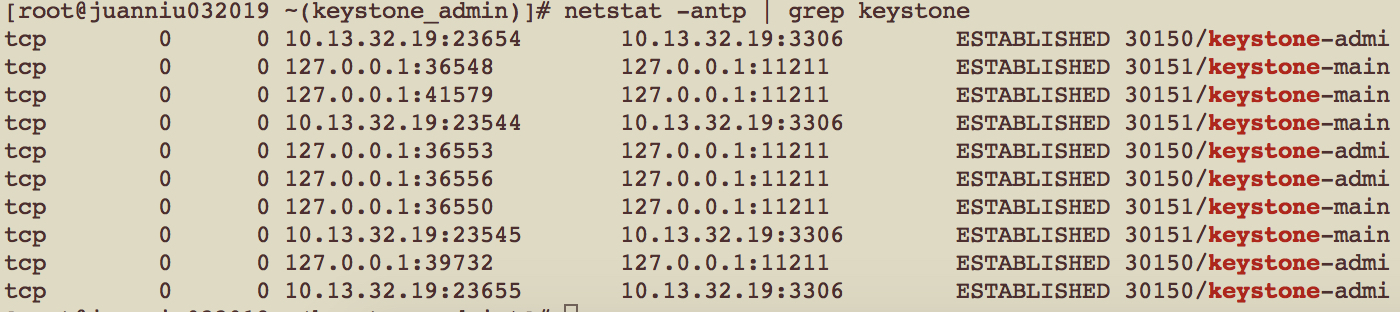 [root@juanniu032019 ~(keystone_admin)]# netstat -antp | grep keystone
tcp        0      0 10.13.32.19:23654       10.13.32.19:3306        ESTABLISHED 30150/keystone-admi
tcp        0      0 127.0.0.1:36548         127.0.0.1:11211         ESTABLISHED 30151/keystone-main
tcp        0      0 127.0.0.1:41579         127.0.0.1:11211         ESTABLISHED 30151/keystone-main
tcp        0      0 10.13.32.19:23544       10.13.32.19:3306        ESTABLISHED 30151/keystone-main
tcp        0      0 127.0.0.1:36553         127.0.0.1:11211         ESTABLISHED 30150/keystone-admi
tcp        0      0 127.0.0.1:36556         127.0.0.1:11211         ESTABLISHED 30150/keystone-admi
tcp        0      0 127.0.0.1:36550         127.0.0.1:11211         ESTABLISHED 30151/keystone-main
tcp        0      0 10.13.32.19:23545       10.13.32.19:3306        ESTABLISHED 30151/keystone-main
tcp        0      0 127.0.0.1:39732         127.0.0.1:11211         ESTABLISHED 30150/keystone-admi
tcp        0      0 10.13.32.19:23655       10.13.32.19:3306        ESTABLISHED 30150/keystone-admi